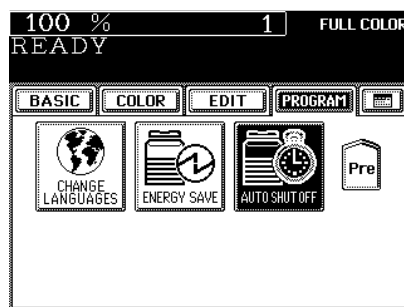 100 % 1 FULL COLOR
READY
BASIC COLOR EDIT PROGRAM
CHANGE LANGUAGES
ENERGY SAVE
AUTO SHUT OFF
Pre